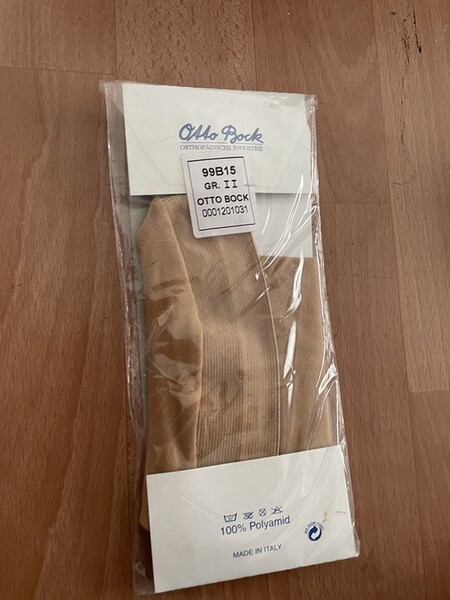 Otto Bock
ORTHOPÄDISCHE INDUSTRIE
99B15
GR. II
OTTO BOCK
0001201031
100% Polyamid
MADE IN ITALY